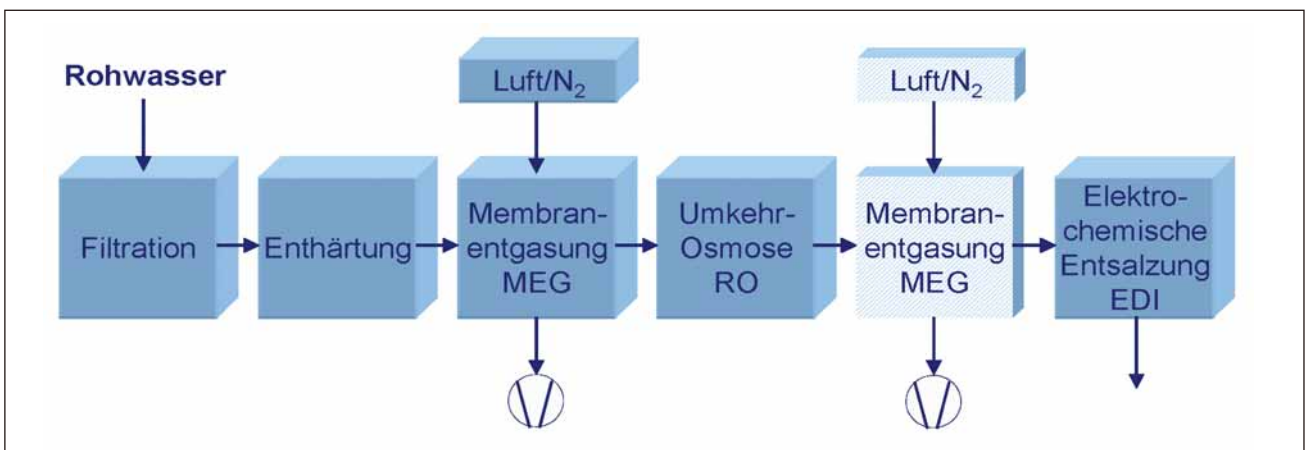 Rohwasser
Luft/N₂
Luft/N₂
Filtration
Enthärtung
Membran-
entgasung
MEG
Umkehr-
Osmose
RO
Membran-
entgasung
MEG
Elektro-
chemische
Entsalzung
EDI